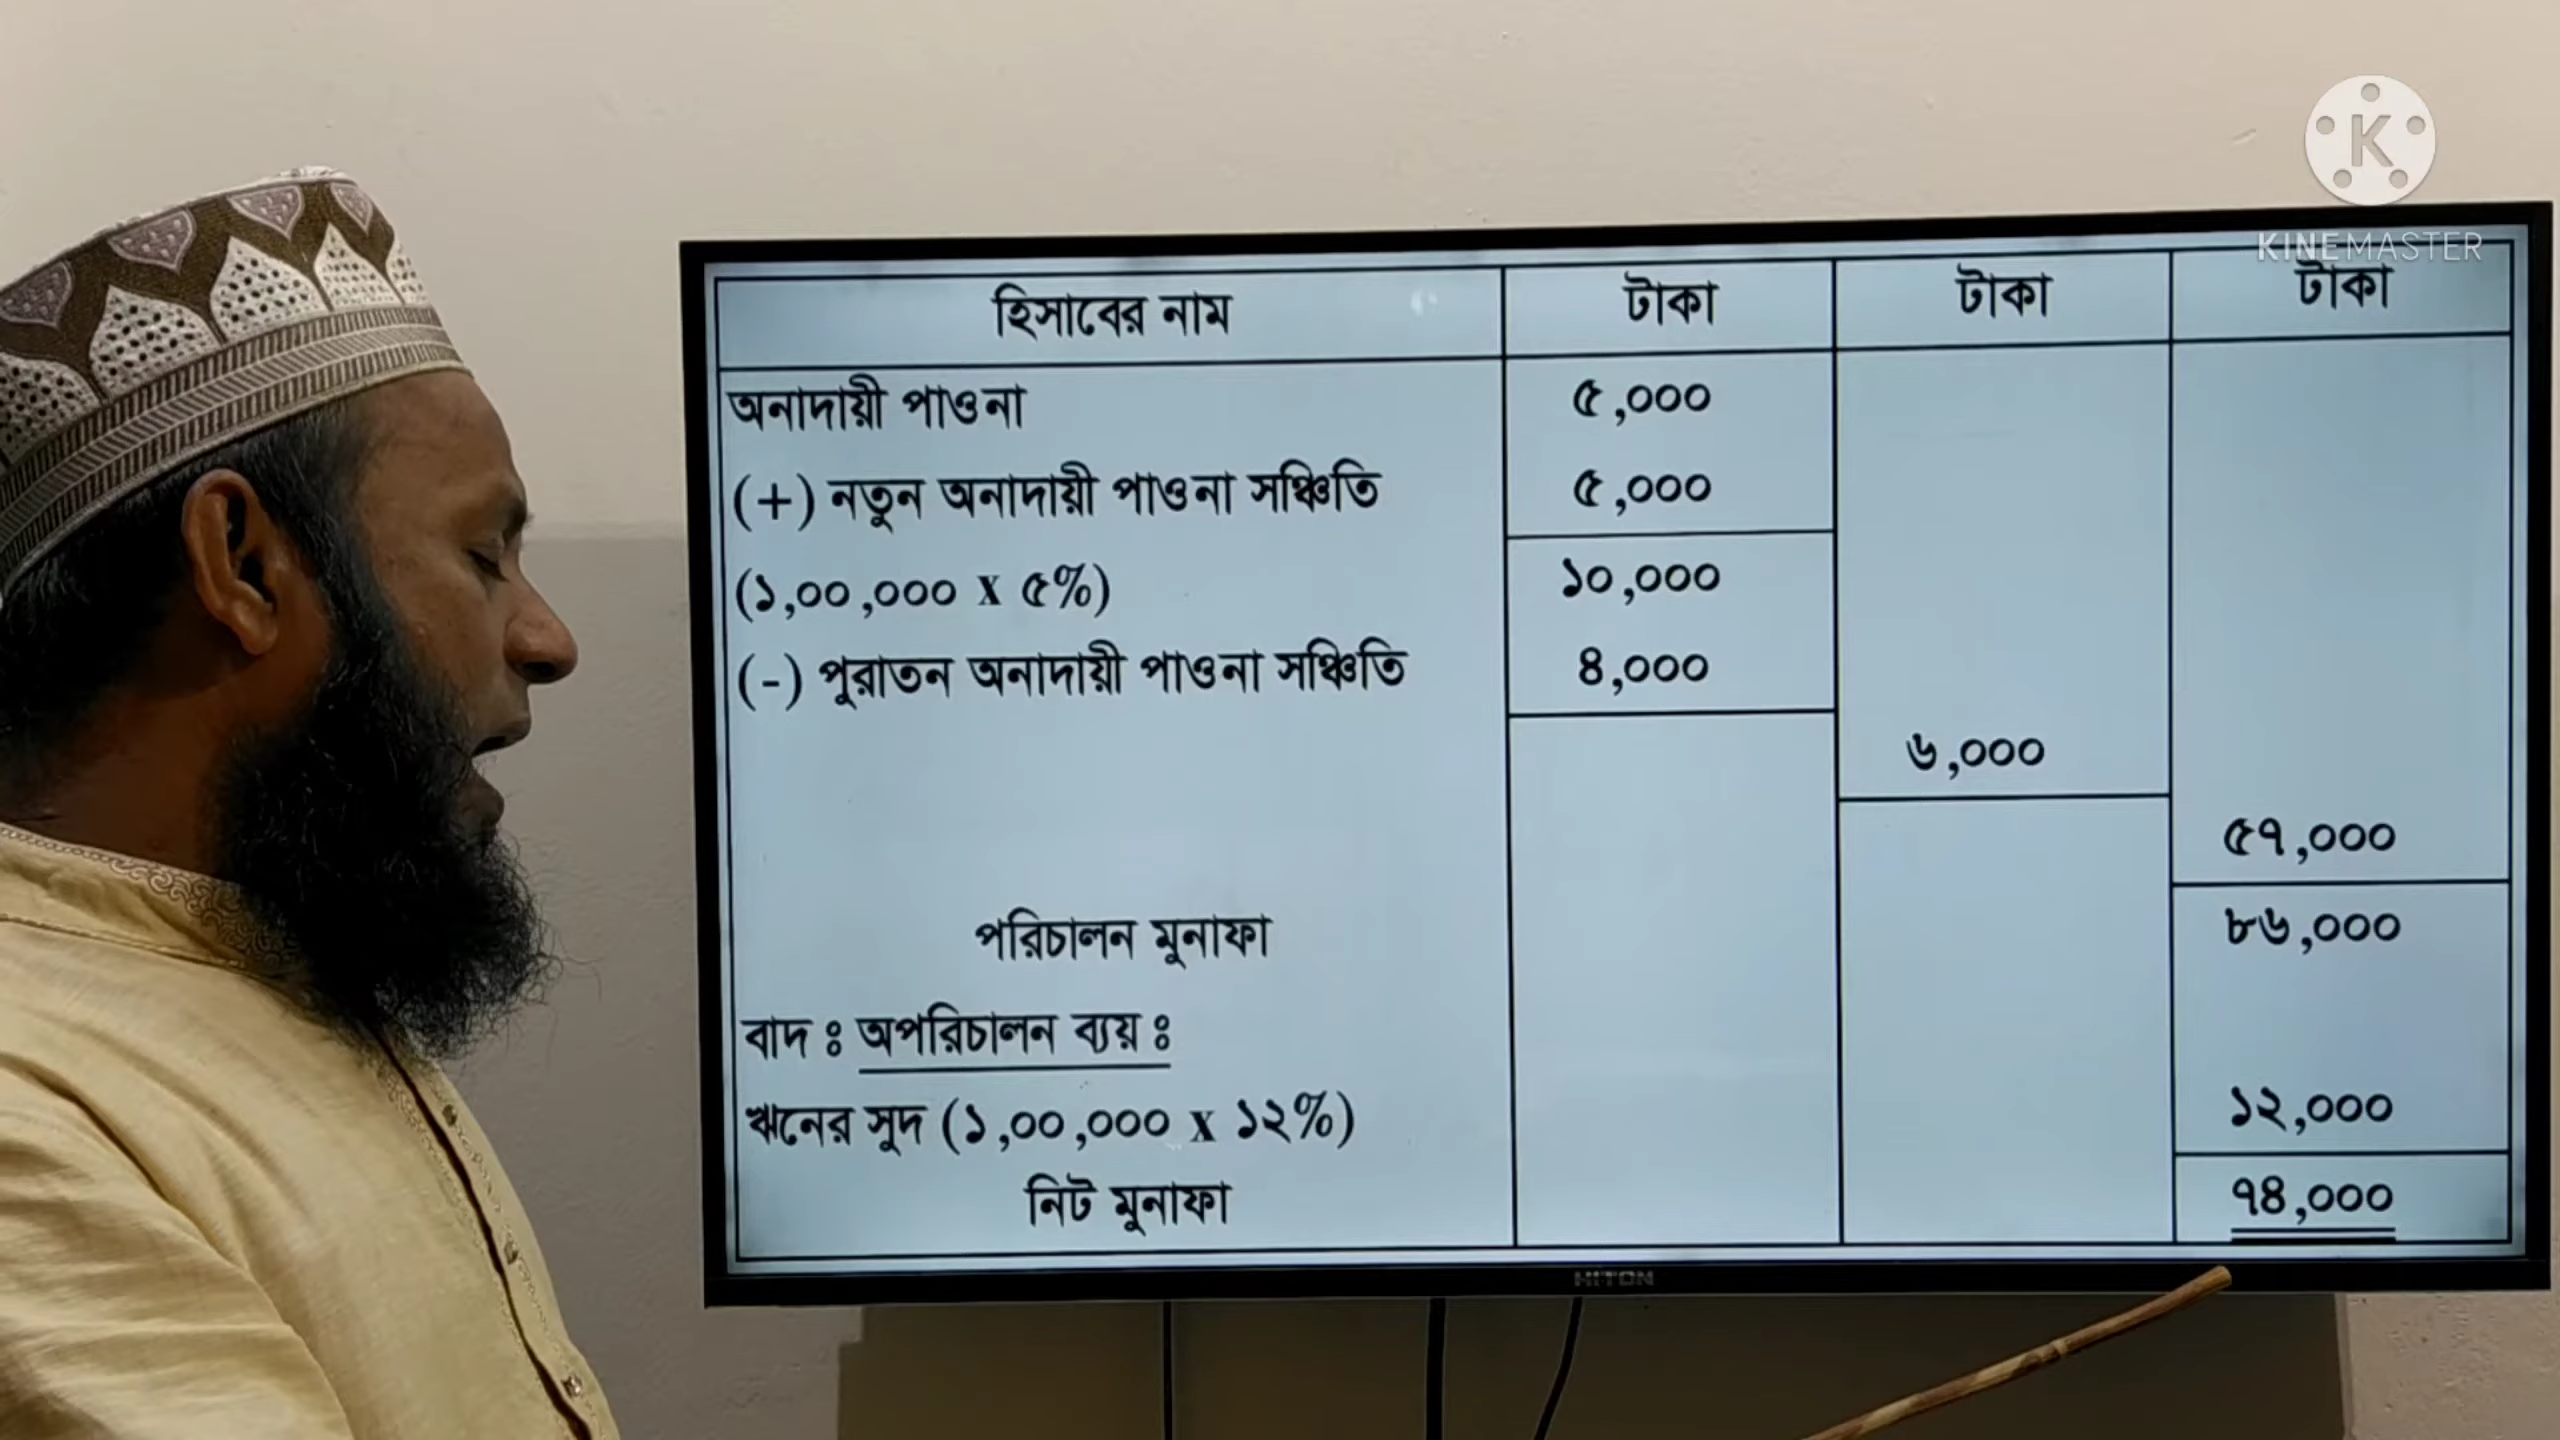 K
KINEMASTER
হিসাবের নাম টাকা টাকা টাকা
অনাদায়ী পাওনা ৫,০০০
(+) নতুন অনাদায়ী পাওনা সঞ্চিতি ৫,০০০
(১,০০,০০০ x ৫%) ১০,০০০
(-) পুরাতন অনাদায়ী পাওনা সঞ্চিতি ৪,০০০
৬,০০০
৫৭,০০০
পরিচালন মুনাফা ৮৬,০০০
বাদ ঃ অপরিচালন ব্যয় ঃ
ঋনের সুদ (১,০০,০০০ x ১২%) ১২,০০০
নিট মুনাফা ৭৪,০০০
HITON